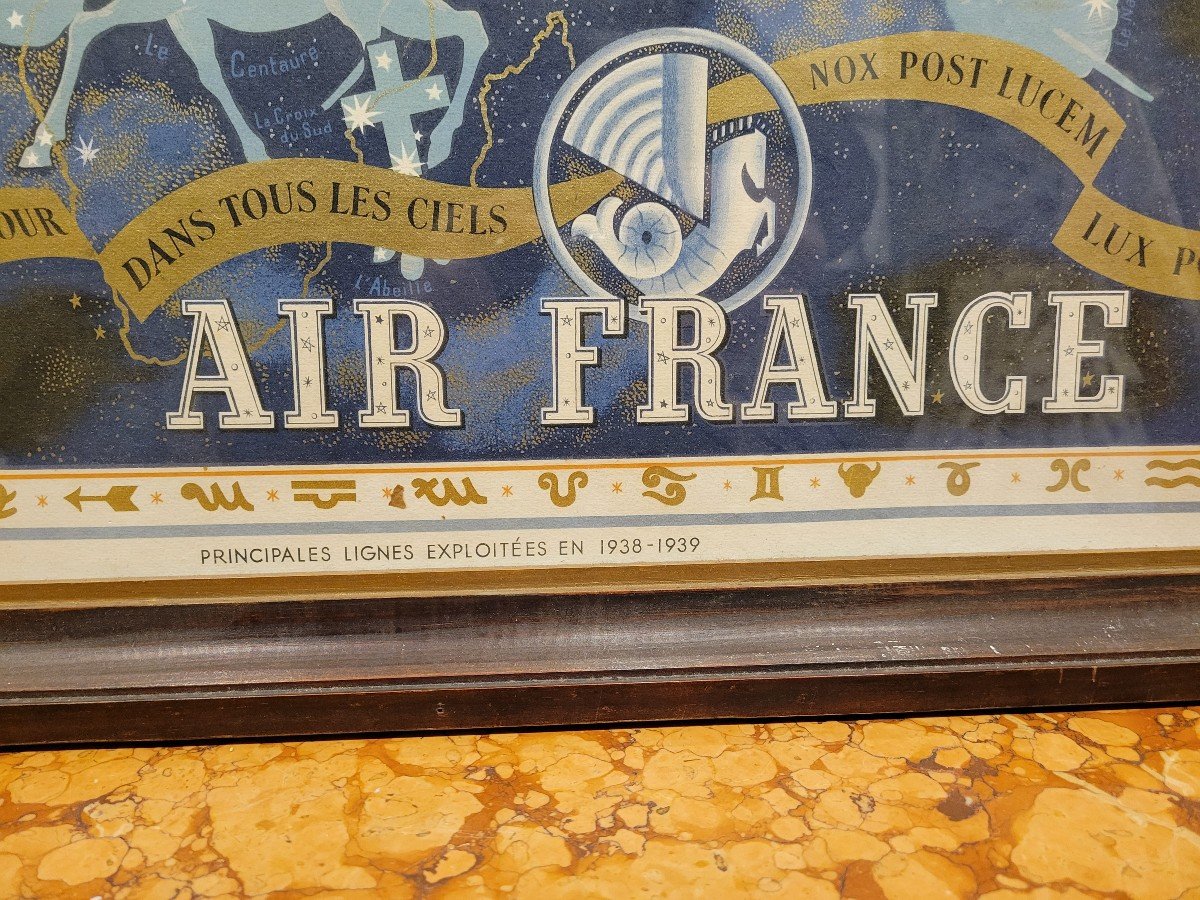 Le Centaure
La Croix
du Sud
NOX POST LUCEM
DANS TOUS LES CIELS
LUX
L'Abeille
AIR FRANCE
PRINCIPALES LIGNES EXPLOITÉES EN 1938-1939